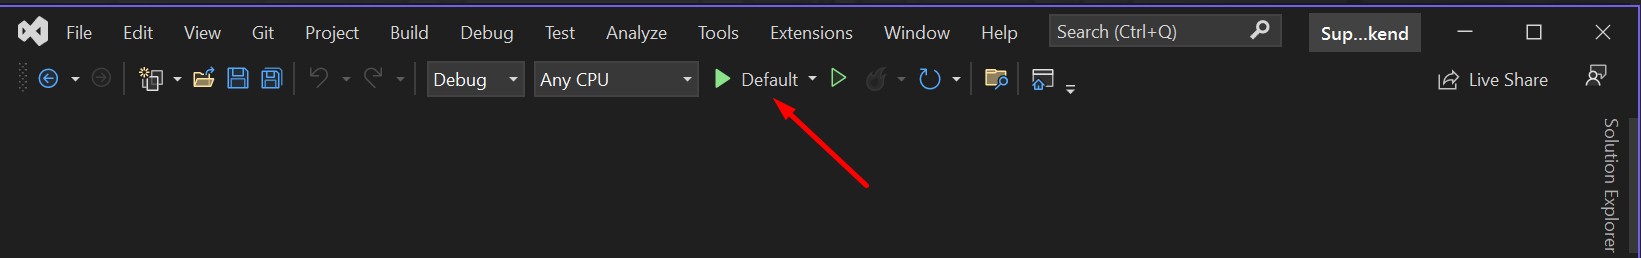 File Edit View Git Project Build Debug Test Analyze Tools Extensions Window Help Search (Ctrl+Q) Sup...kend
Debug Any CPU Default Live Share
Solution Explorer